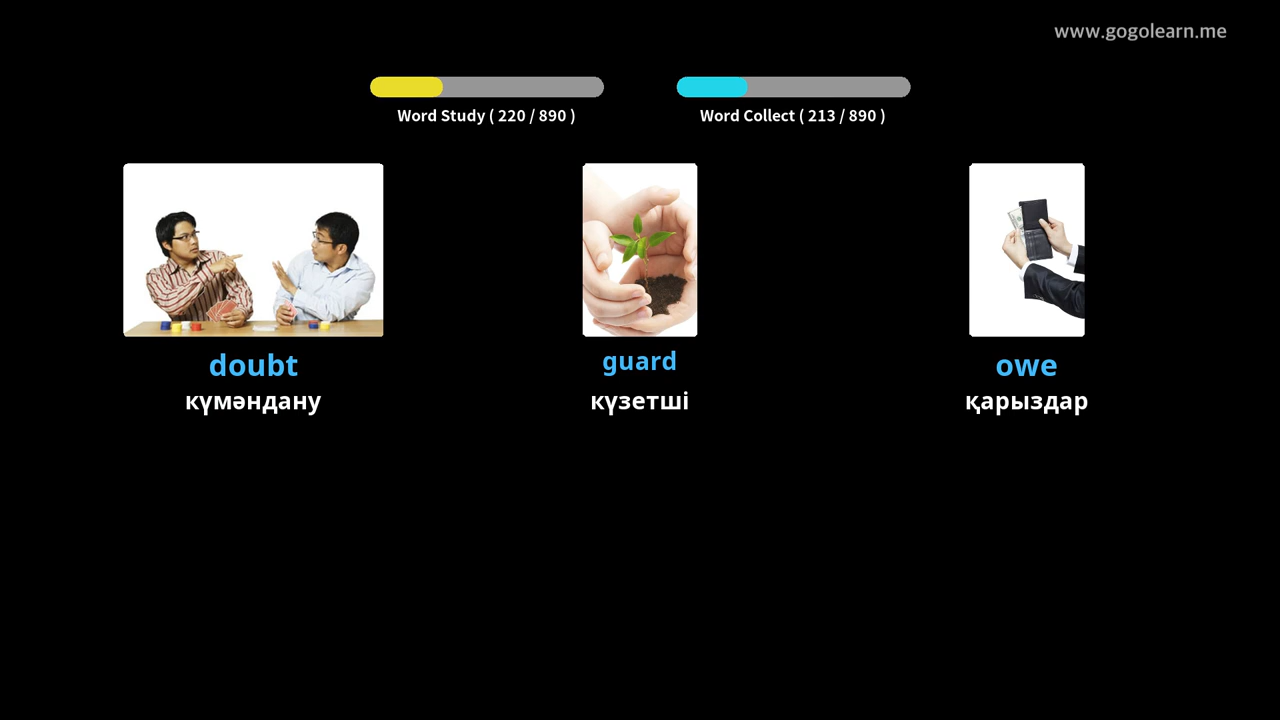 www.gogolearn.me
Word Study ( 220 / 890 )
Word Collect ( 213 / 890 )
doubt
күмәндану
guard
күзетші
owe
қарыздар